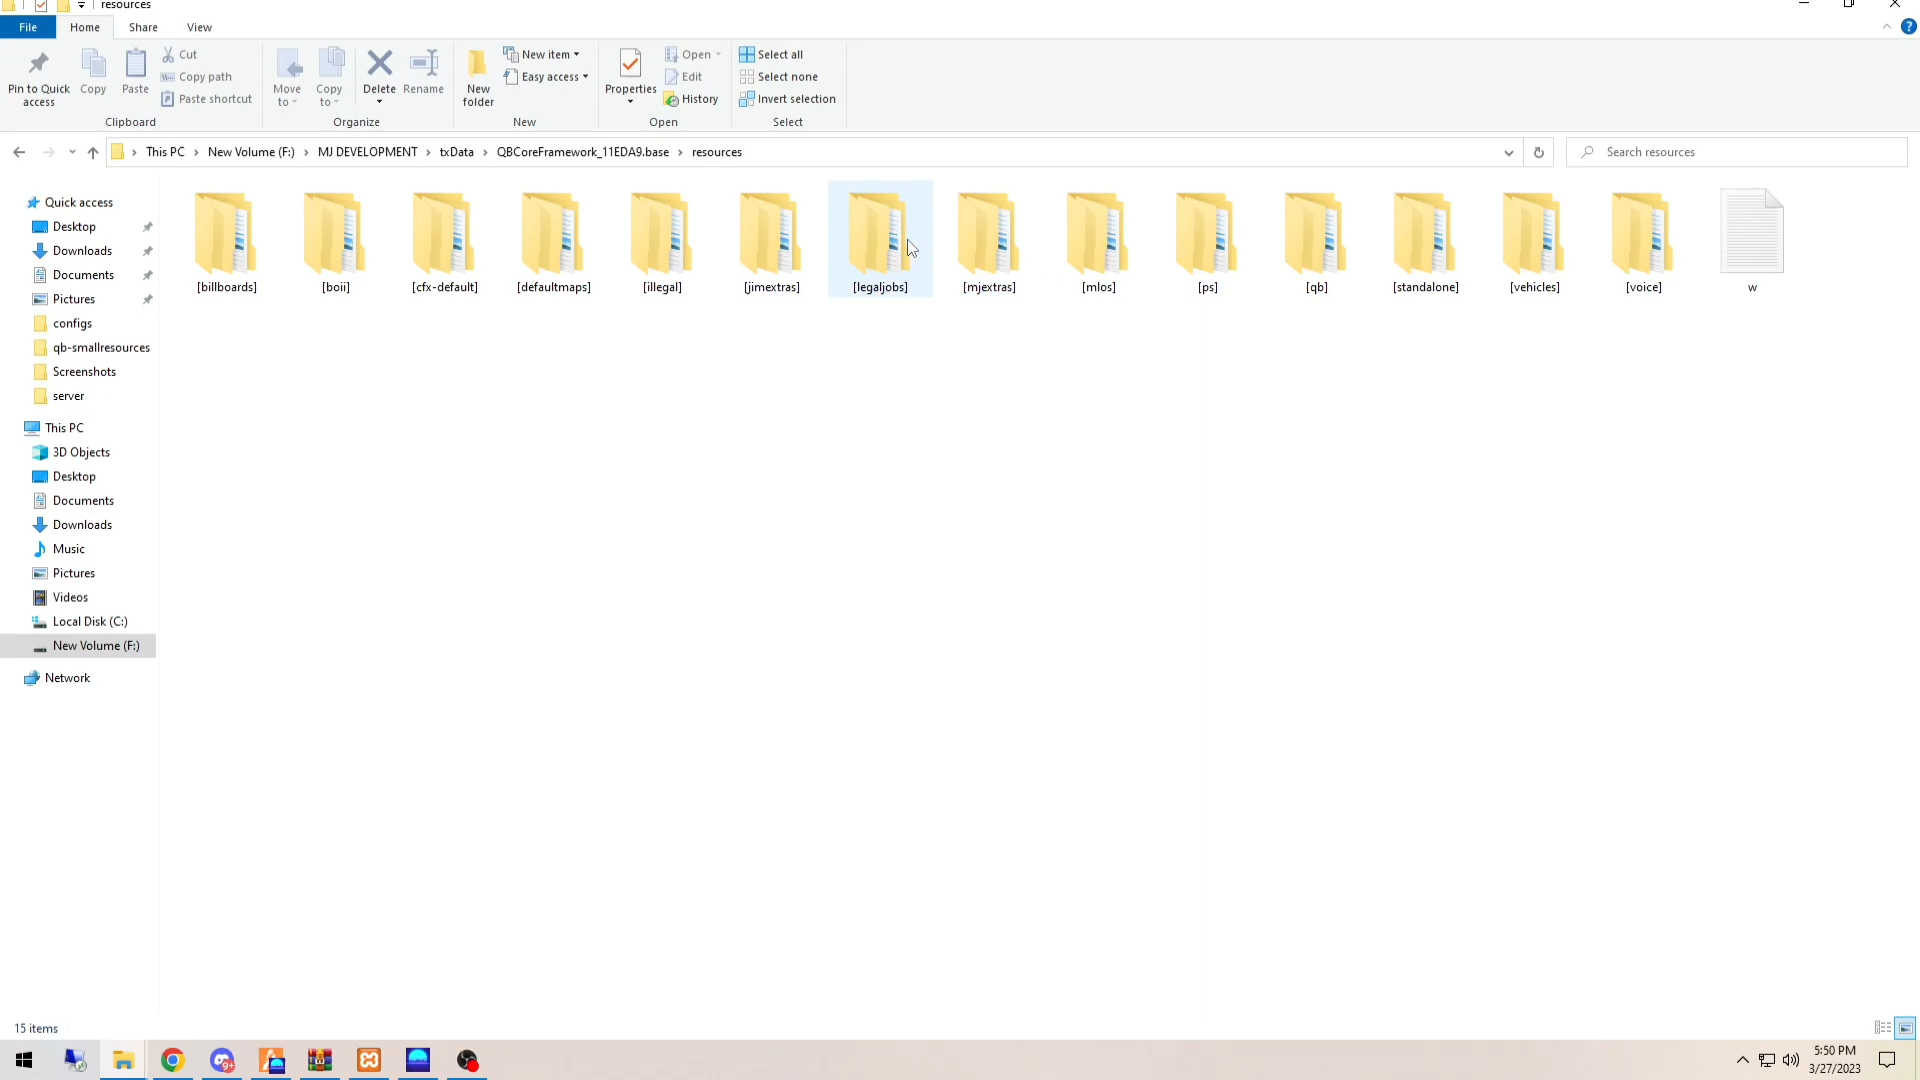 resources
File Home Share View
Pin to Quick access
Copy
Paste
Cut
Copy path
Paste shortcut
Clipboard
Move to
Copy to
Delete
Rename
Organize
New folder
New item
Easy access
New
Properties
Open
Edit
History
Open
Select all
Select none
Invert selection
Select
This PC › New Volume (F:) › MJ DEVELOPMENT › txData › QBCoreFramework_11EDA9.base › resources
Search resources
Quick access
Desktop
Downloads
Documents
Pictures
configs
qb-smallresources
Screenshots
server
This PC
3D Objects
Desktop
Documents
Downloads
Music
Pictures
Videos
Local Disk (C:)
New Volume (F:)
Network
[billboards] [boii] [cfx-default] [defaultmaps] [illegal] [jimextras] [legaljobs] [mjextras] [mlos] [ps] [qb] [standalone] [vehicles] [voice] w
15 items
9+
5:50 PM
3/27/2023